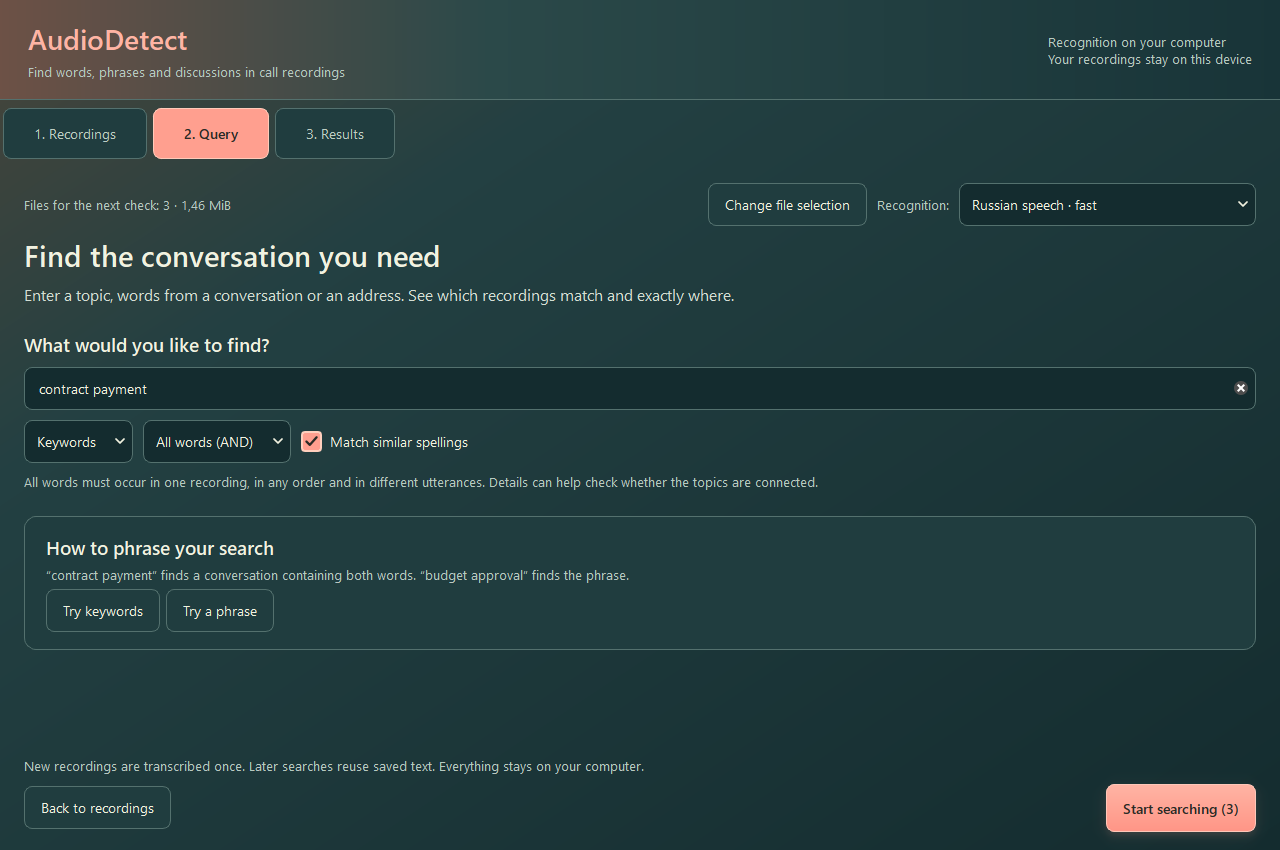 AudioDetect
Find words, phrases and discussions in call recordings
Recognition on your computer
Your recordings stay on this device
1. Recordings
2. Query
3. Results
Files for the next check: 3 · 1,46 MiB
Change file selection
Recognition:
Russian speech · fast
Find the conversation you need
Enter a topic, words from a conversation or an address. See which recordings match and exactly where.
What would you like to find?
contract payment
Keywords
All words (AND)
Match similar spellings
All words must occur in one recording, in any order and in different utterances. Details can help check whether the topics are connected.
How to phrase your search
“contract payment” finds a conversation containing both words. “budget approval” finds the phrase.
Try keywords
Try a phrase
New recordings are transcribed once. Later searches reuse saved text. Everything stays on your computer.
Back to recordings
Start searching (3)